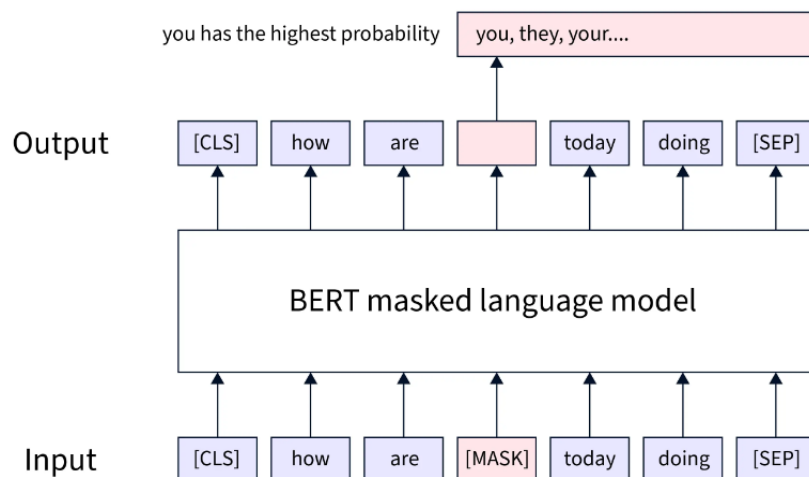 you has the highest probability you, they, your....
Output [CLS] how are today doing [SEP]
BERT masked language model
Input [CLS] how are [MASK] today doing [SEP]